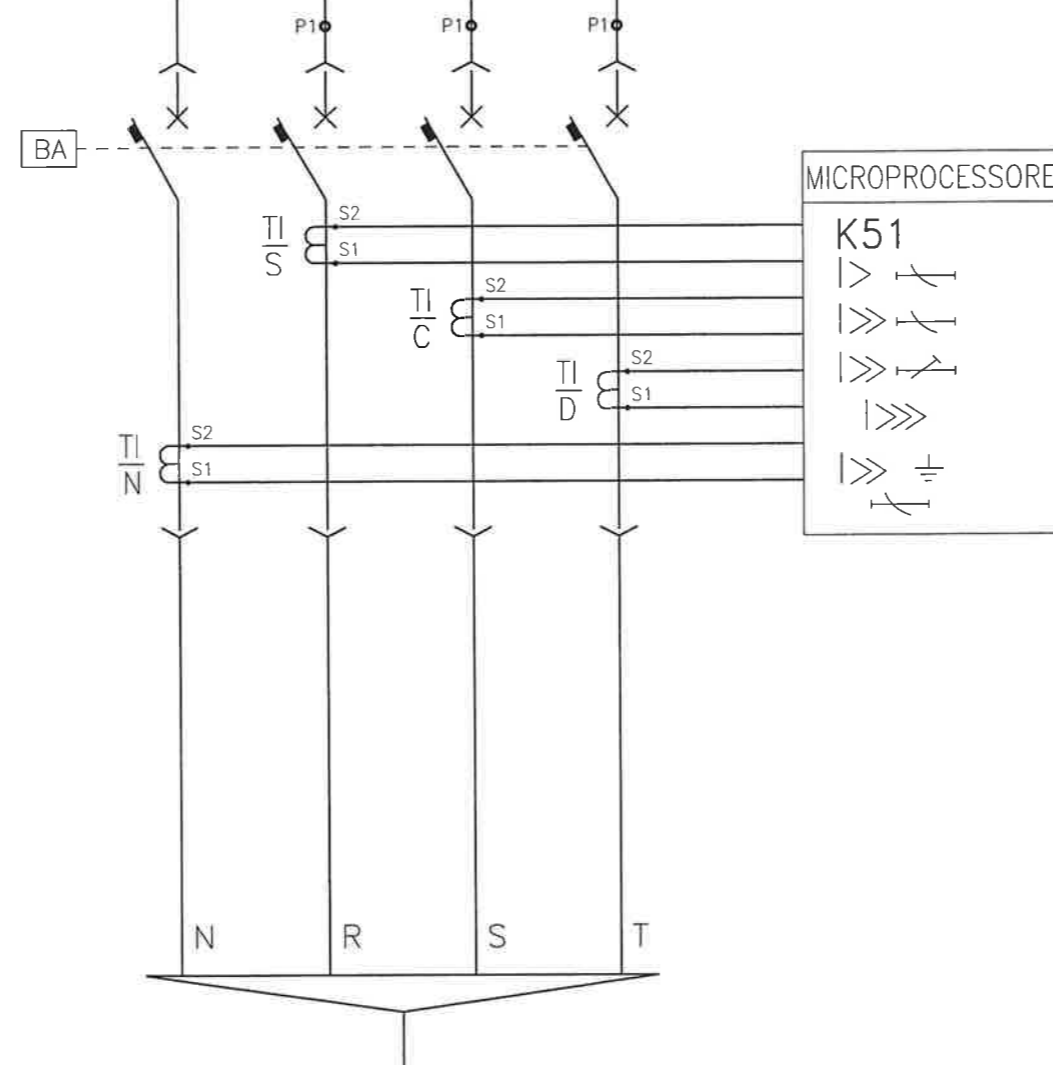 P1 P1 P1
BA
MICROPROCESSORE
K51
I>
I>>
I>>
I>>>
I>>
TI
S
S2
S1
TI
C
S2
S1
TI
D
S2
S1
TI
N
S2
S1
N R S T